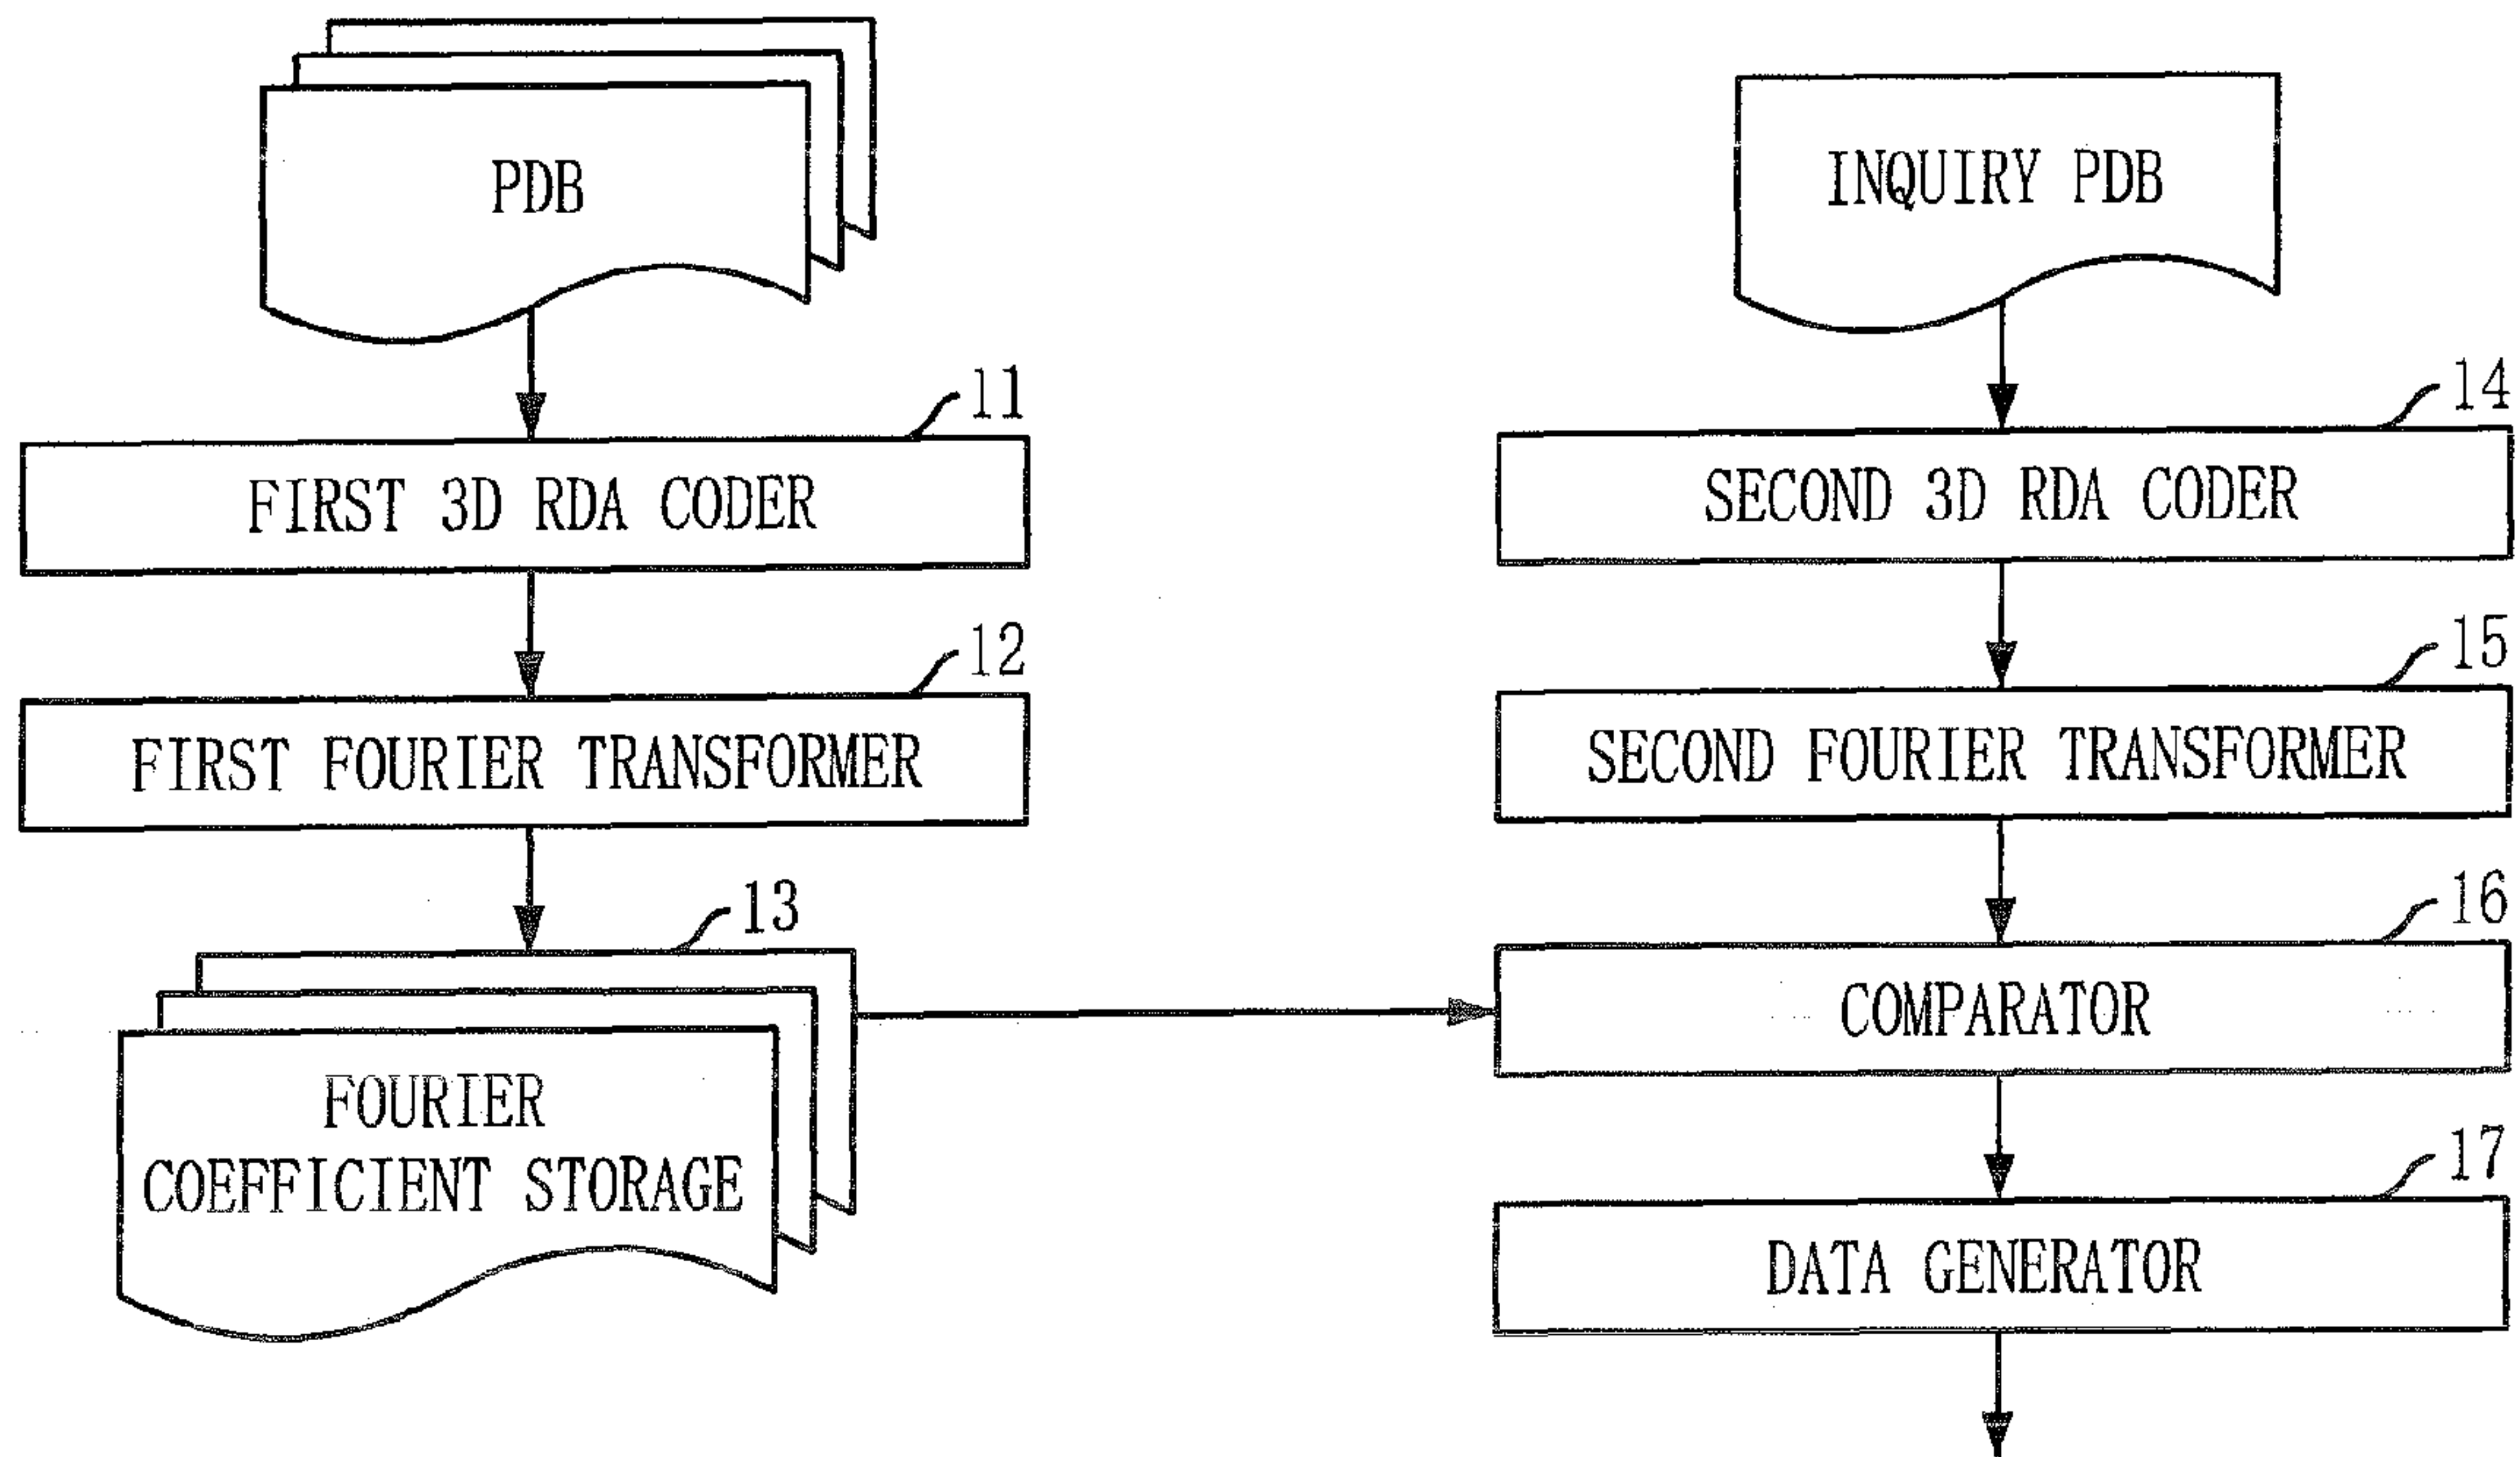 PDB
11
FIRST 3D RDA CODER
12
FIRST FOURIER TRANSFORMER
13
FOURIER
COEFFICIENT STORAGE
INQUIRY PDB
14
SECOND 3D RDA CODER
15
SECOND FOURIER TRANSFORMER
16
COMPARATOR
17
DATA GENERATOR